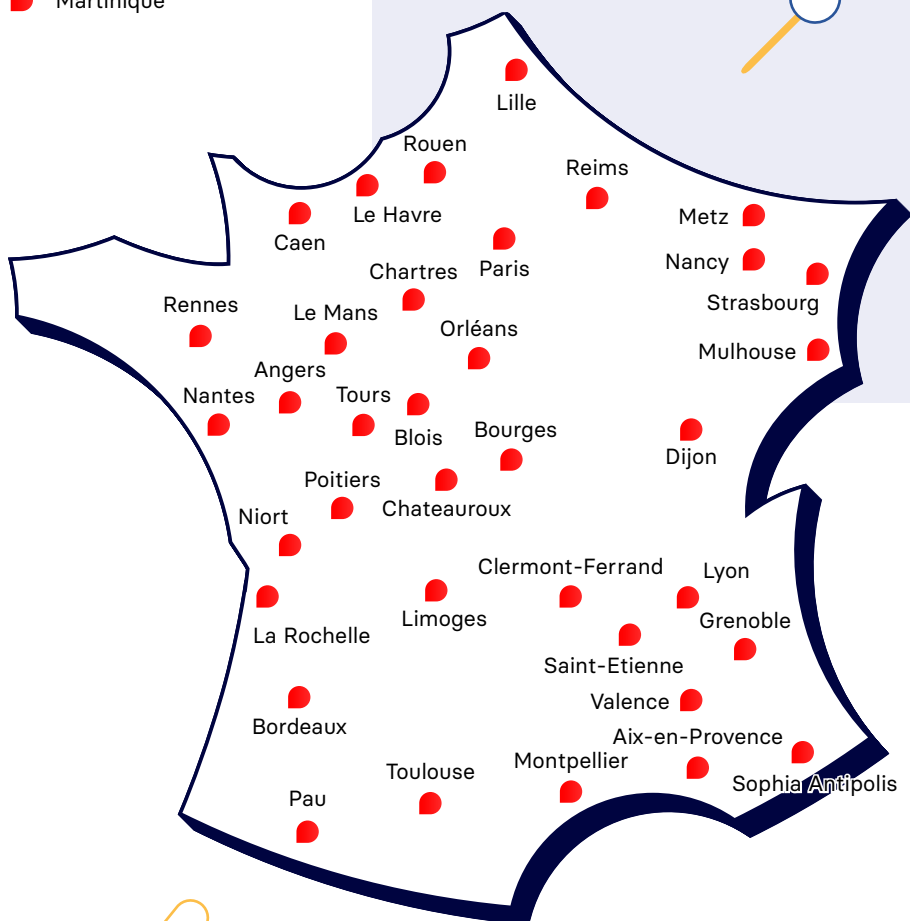 Martinique
Lille
Rouen
Reims
Le Havre
Metz
Caen
Nancy
Chartres
Paris
Strasbourg
Rennes
Le Mans
Orléans
Mulhouse
Angers
Nantes
Tours
Blois
Bourges
Dijon
Poitiers
Chateauroux
Niort
Clermont-Ferrand
Lyon
Limoges
Grenoble
La Rochelle
Saint-Etienne
Valence
Bordeaux
Aix-en-Provence
Montpellier
Toulouse
Sophia Antipolis
Pau